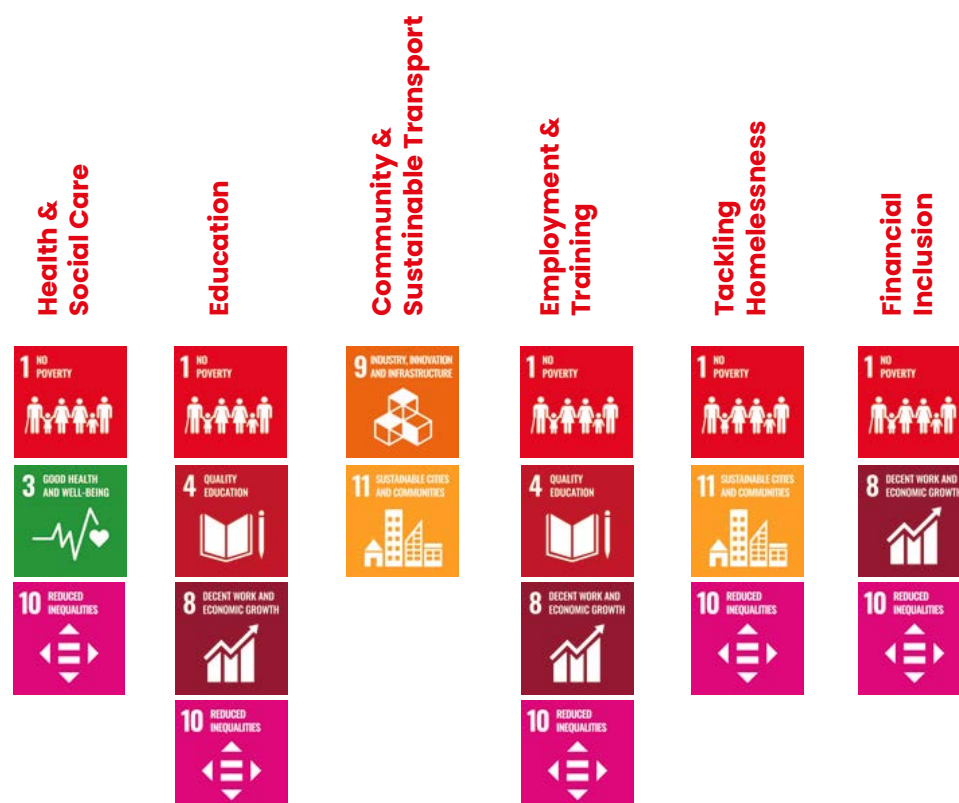 Health &
Social Care
Education
Community &
Sustainable Transport
Employment &
Training
Tackling
Homelessness
Financial
Inclusion
1 NO
POVERTY
1 NO
POVERTY
9 INDUSTRY, INNOVATION
AND INFRASTRUCTURE
1 NO
POVERTY
1 NO
POVERTY
1 NO
POVERTY
3 GOOD HEALTH
AND WELL-BEING
4 QUALITY
EDUCATION
11 SUSTAINABLE CITIES
AND COMMUNITIES
4 QUALITY
EDUCATION
11 SUSTAINABLE CITIES
AND COMMUNITIES
8 DECENT WORK AND
ECONOMIC GROWTH
10 REDUCED
INEQUALITIES
8 DECENT WORK AND
ECONOMIC GROWTH
8 DECENT WORK AND
ECONOMIC GROWTH
10 REDUCED
INEQUALITIES
10 REDUCED
INEQUALITIES
10 REDUCED
INEQUALITIES
10 REDUCED
INEQUALITIES